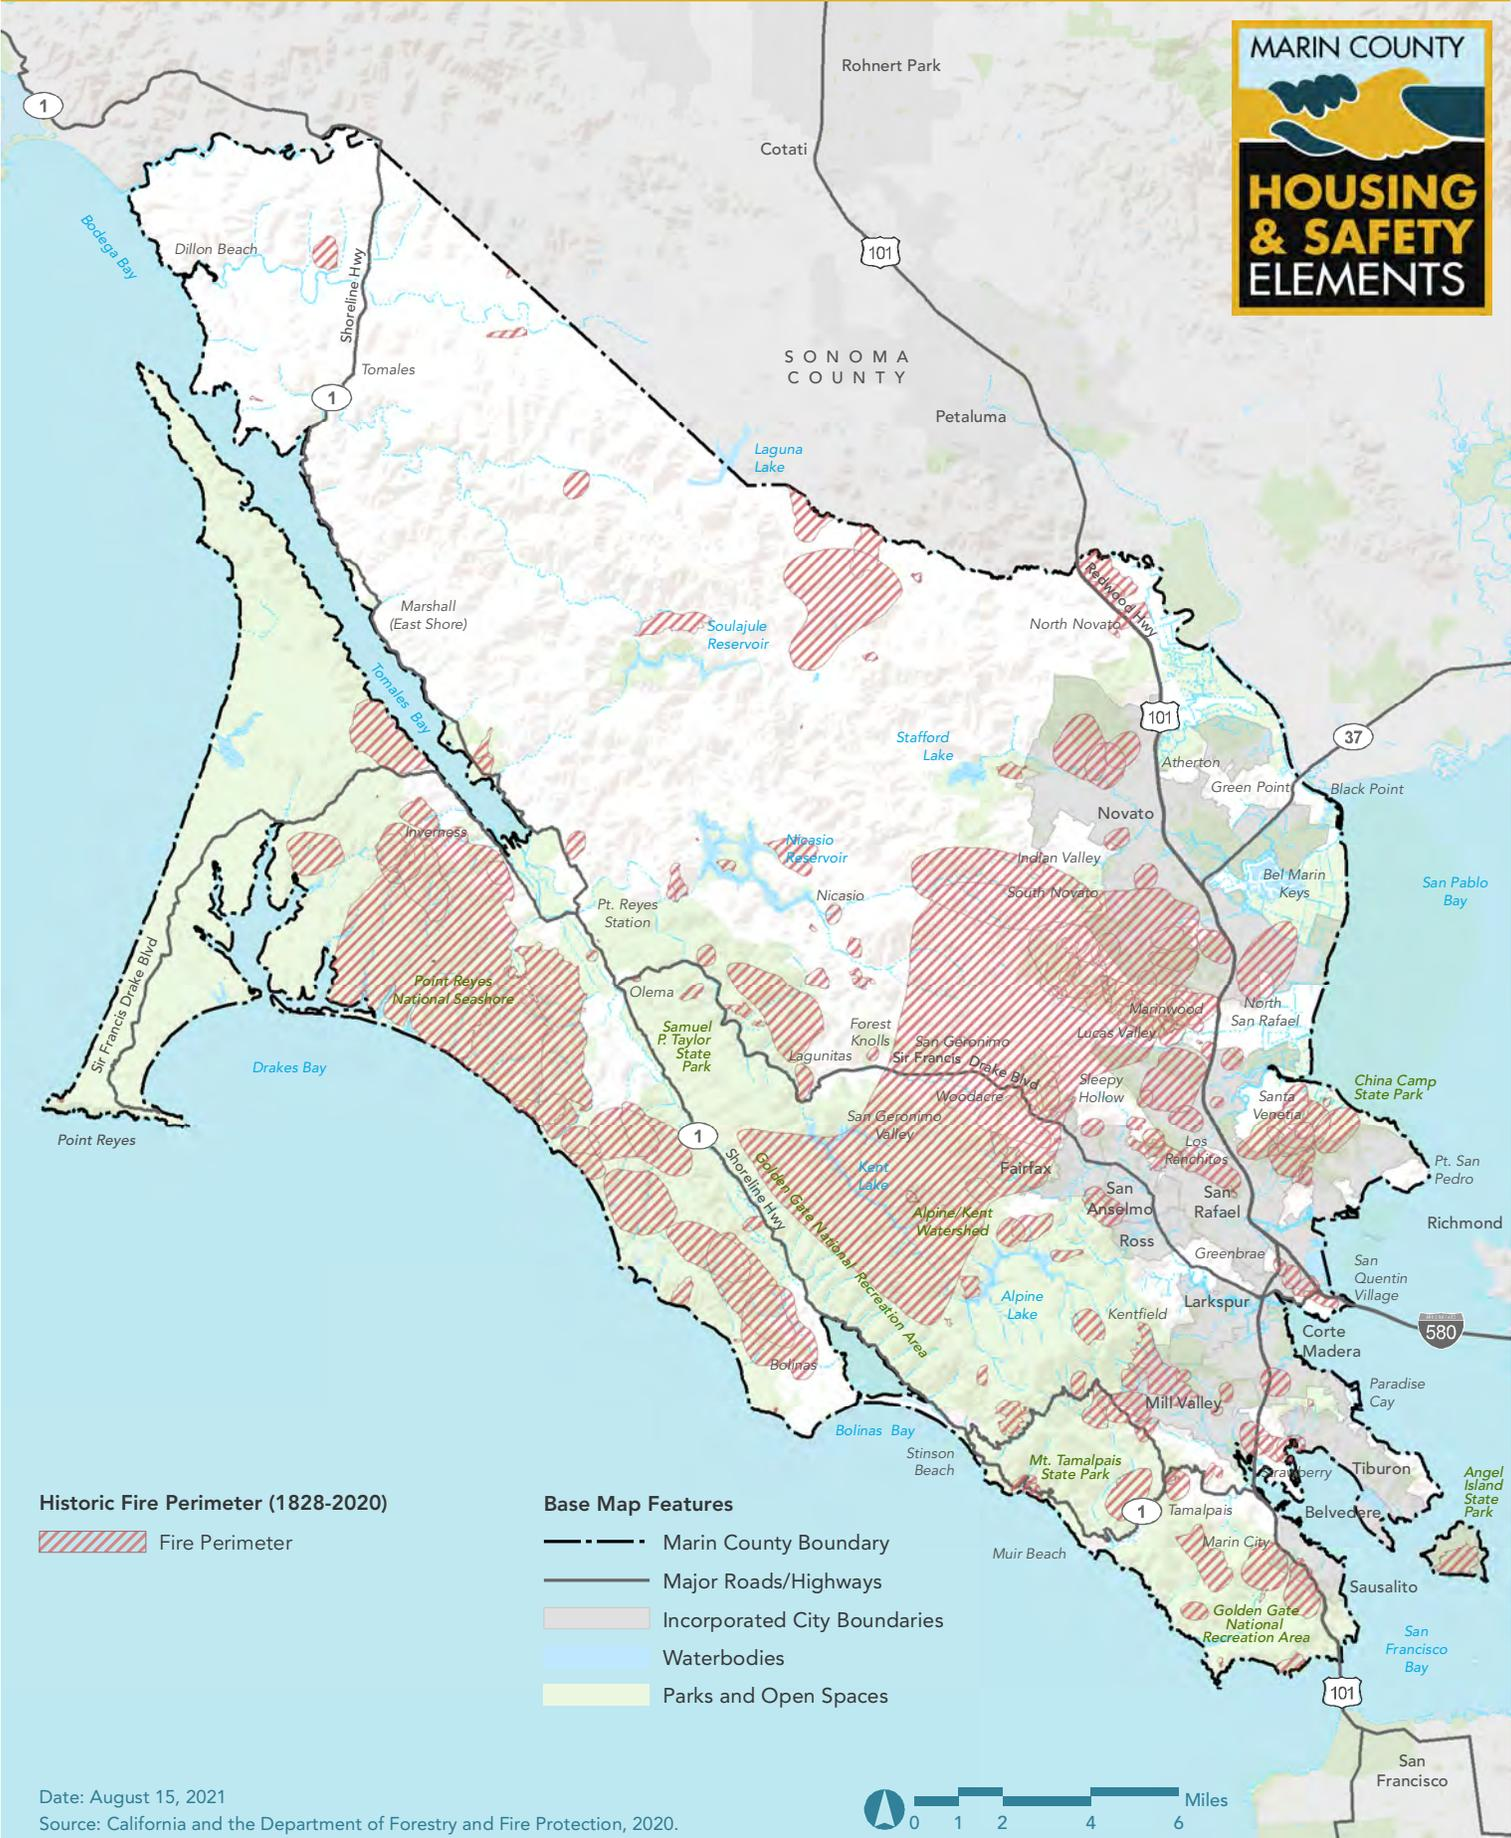 MARIN COUNTY
HOUSING
& SAFETY
ELEMENTS
Rohnert Park
1
Cotati
101
Bodega Bay
Dillon Beach
Shoreline Hwy
SONOMA
COUNTY
Tomales
1
Petaluma
Laguna
Lake
Marshall
(East Shore)
Soulajule
Reservoir
Redwood Hwy
North Novato
Tomales Bay
101
37
Stafford
Lake
Atherton
Green Point
Black Point
Novato
Inverness
Nicasio
Reservoir
Indian Valley
Bel Marin
Keys
San Pablo
Bay
South Novato
Nicasio
Pt. Reyes
Station
Sir Francis Drake Blvd
Point Reyes
National Seashore
Olema
Marinwood
North
San Rafael
Samuel
P. Taylor
State
Park
Forest
Knolls
Lucas Valley
San Geronimo
Lagunitas
Sir Francis Drake Blvd
Drakes Bay
Sleepy
Hollow
China Camp
State Park
Woodacre
Santa
Venetia
San Geronimo
Valley
Point Reyes
1
Los
Ranchitos
Kent
Lake
Fairfax
Pt. San
Pedro
Shoreline Hwy
Golden Gate National Recreation Area
San
Anselmo
San
Rafael
Alpine/Kent
Watershed
Richmond
Ross
Greenbrae
San
Quentin
Village
Alpine
Lake
Larkspur
Kentfield
580
Corte
Madera
Bolinas
Paradise
Cay
Mill Valley
Bolinas Bay
Stinson
Beach
Mt. Tamalpais
State Park
Strawberry
Tiburon
Angel
Island
State
Park
1
Tamalpais
Belvedere
Marin City
Muir Beach
Sausalito
Golden Gate
National
Recreation Area
San
Francisco
Bay
101
San
Francisco
Historic Fire Perimeter (1828-2020)
Fire Perimeter
Base Map Features
Marin County Boundary
Major Roads/Highways
Incorporated City Boundaries
Waterbodies
Parks and Open Spaces
Date: August 15, 2021
Source: California and the Department of Forestry and Fire Protection, 2020.
0 1 2 4 6 Miles